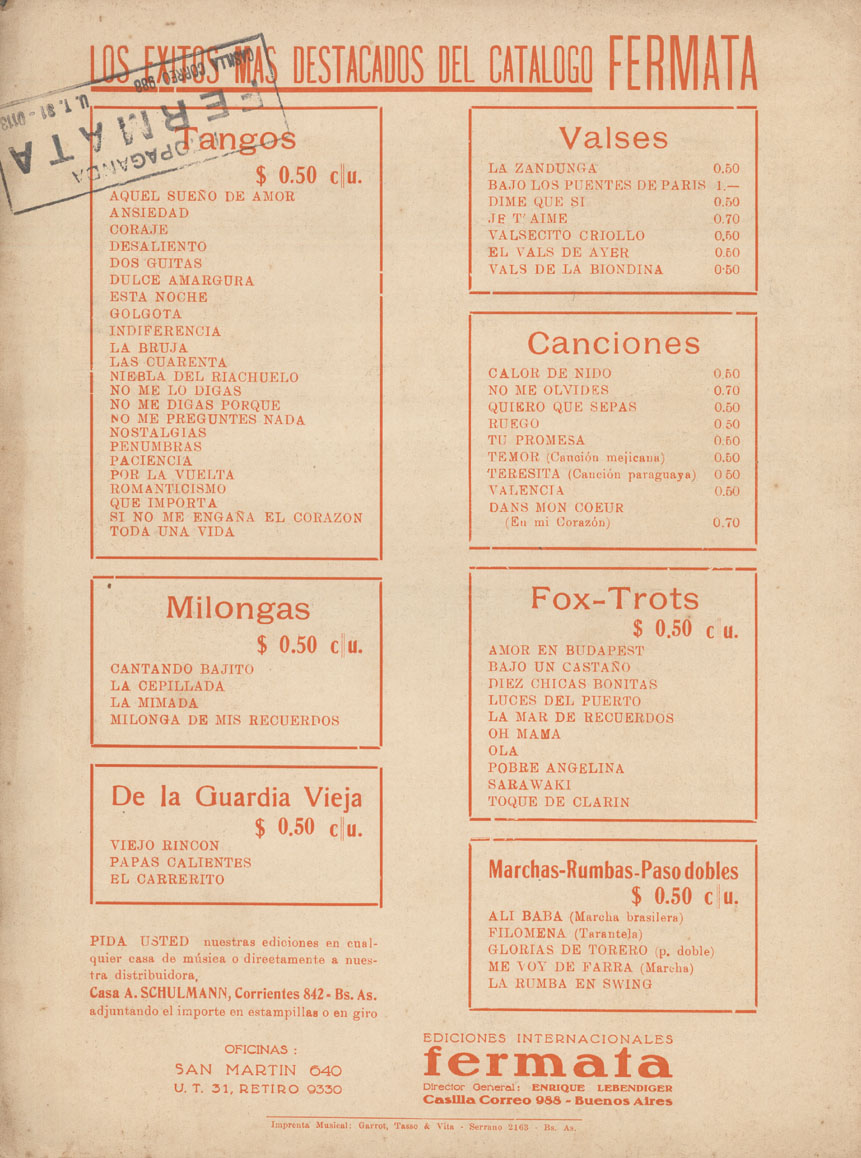 LOS EXITOS MAS DESTACADOS DEL CATALOGO FERMATA
PROPAGANDA
FERMATA
U. T. 31 - 0113
CASILLA CORREO 988
Tangos
$ 0.50 c||u.
AQUEL SUEÑO DE AMOR
ANSIEDAD
CORAJE
DESALIENTO
DOS GUITAS
DULCE AMARGURA
ESTA NOCHE
GOLGOTA
INDIFERENCIA
LA BRUJA
LAS CUARENTA
NIEBLA DEL RIACHUELO
NO ME LO DIGAS
NO ME DIGAS PORQUE
NO ME PREGUNTES NADA
NOSTALGIAS
PENUMBRAS
PACIENCIA
POR LA VUELTA
ROMANTICISMO
QUE IMPORTA
SI NO ME ENGAÑA EL CORAZON
TODA UNA VIDA
Milongas
$ 0.50 c||u.
CANTANDO BAJITO
LA CEPILLADA
LA MIMADA
MILONGA DE MIS RECUERDOS
De la Guardia Vieja
$ 0.50 c||u.
VIEJO RINCON
PAPAS CALIENTES
EL CARRERITO
PIDA USTED nuestras ediciones en cual-
quier casa de música o directamente a nues-
tra distribuidora,
Casa A. SCHULMANN, Corrientes 842 - Bs. As.
adjuntando el importe en estampillas o en giro
OFICINAS :
SAN MARTIN 640
U. T. 31, RETIRO 9330
Valses
LA ZANDUNGA 0.50
BAJO LOS PUENTES DE PARIS 1.—
DIME QUE SI 0.50
JE T'AIME 0.70
VALSECITO CRIOLLO 0.50
EL VALS DE AYER 0.50
VALS DE LA BIONDINA 0.50
Canciones
CALOR DE NIDO 0.50
NO ME OLVIDES 0.70
QUIERO QUE SEPAS 0.50
RUEGO 0 50
TU PROMESA 0.50
TEMOR (Canción mejicana) 0.50
TERESITA (Canción paraguaya) 0 50
VALENCIA 0.50
DANS MON COEUR
(En mi Corazón) 0.70
Fox-Trots
$ 0.50 c||u.
AMOR EN BUDAPEST
BAJO UN CASTAÑO
DIEZ CHICAS BONITAS
LUCES DEL PUERTO
LA MAR DE RECUERDOS
OH MAMA
OLA
POBRE ANGELINA
SARAWAKI
TOQUE DE CLARIN
Marchas-Rumbas-Paso dobles
$ 0.50 c||u.
ALI BABA (Marcha brasilera)
FILOMENA (Tarantela)
GLORIAS DE TORERO (p. doble)
ME VOY DE FARRA (Marcha)
LA RUMBA EN SWING
EDICIONES INTERNACIONALES
fermata
Director General: ENRIQUE LEBENDIGER
Casilla Correo 988 - Buenos Aires
Imprenta Musical: Garrot, Tasso & Vita - Serrano 2163 - Bs. As.